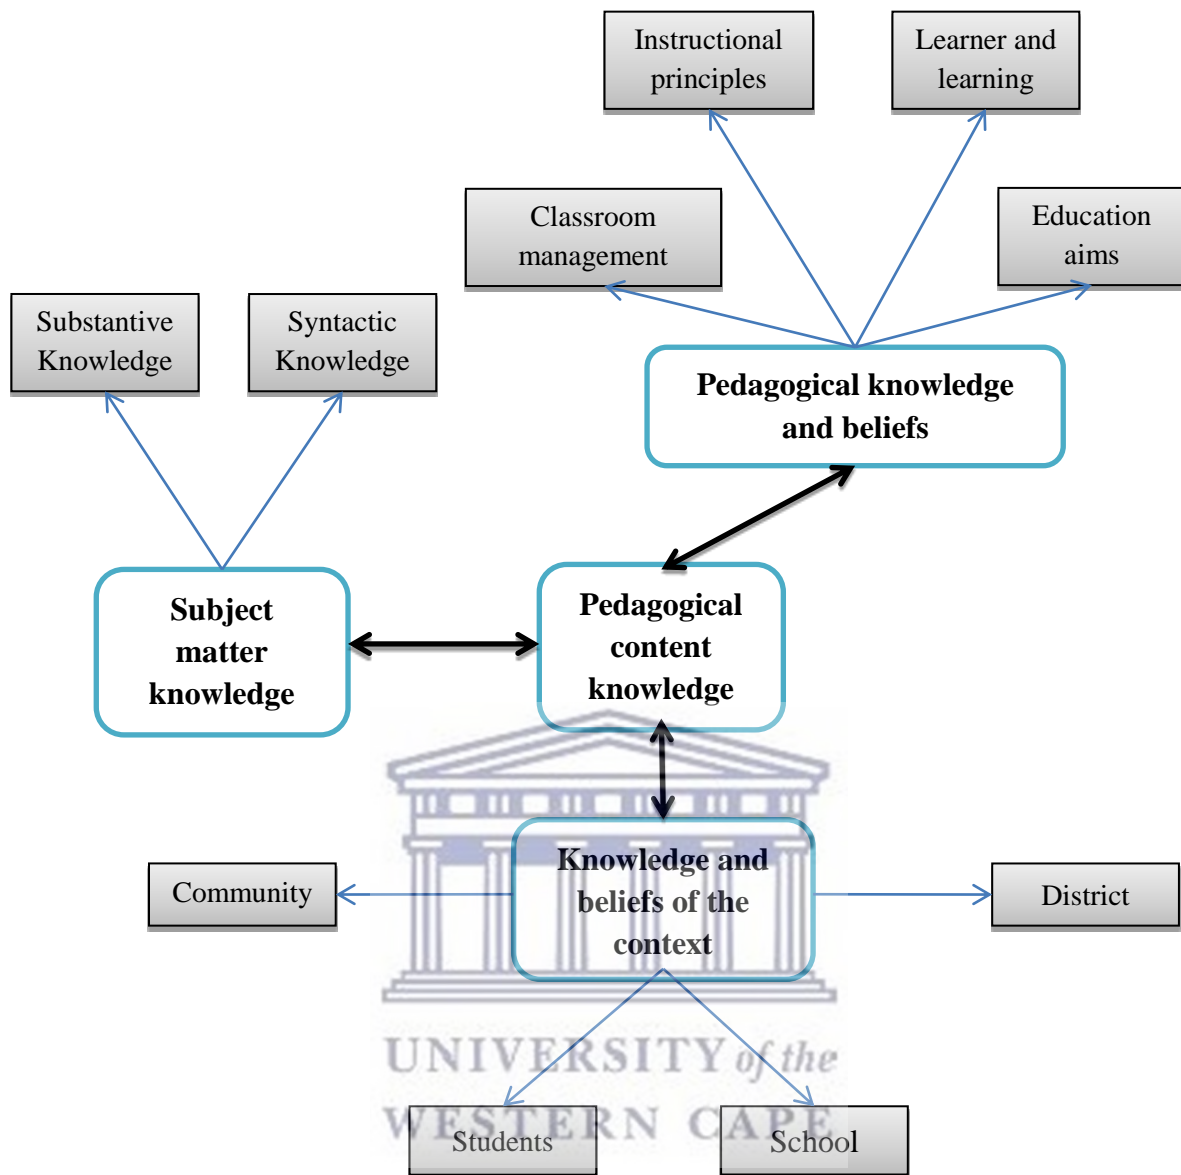 Instructional
principles
Learner and
learning
Classroom
management
Education
aims
Substantive
Knowledge
Syntactic
Knowledge
Pedagogical knowledge
and beliefs
Subject
matter
knowledge
Pedagogical
content
knowledge
Knowledge and
beliefs of the
context
Community
District
UNIVERSITY of the
WESTERN CAPE
Students
School